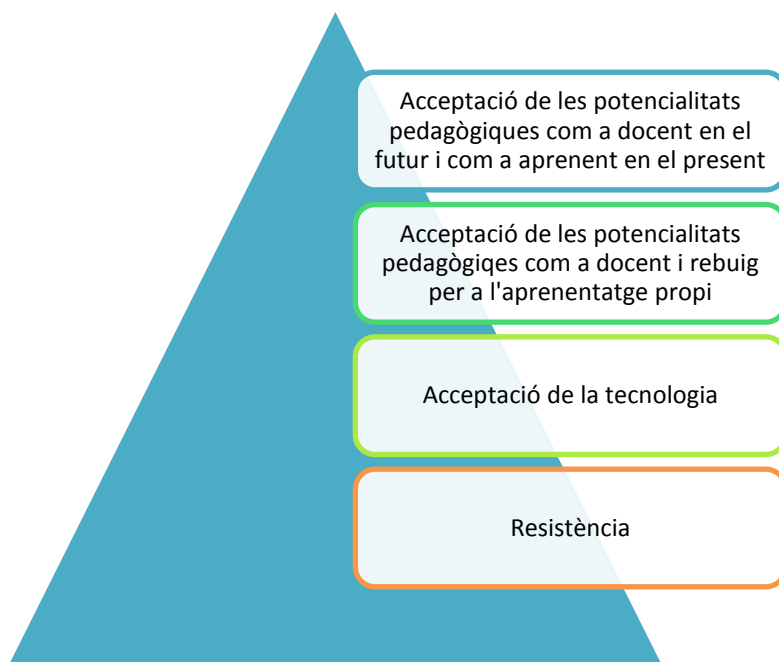 Acceptació de les potencialitats
pedagògiques com a docent en el
futur i com a aprenent en el present
Acceptació de les potencialitats
pedagògiqes com a docent i rebuig
per a l'aprenentatge propi
Acceptació de la tecnologia
Resistència